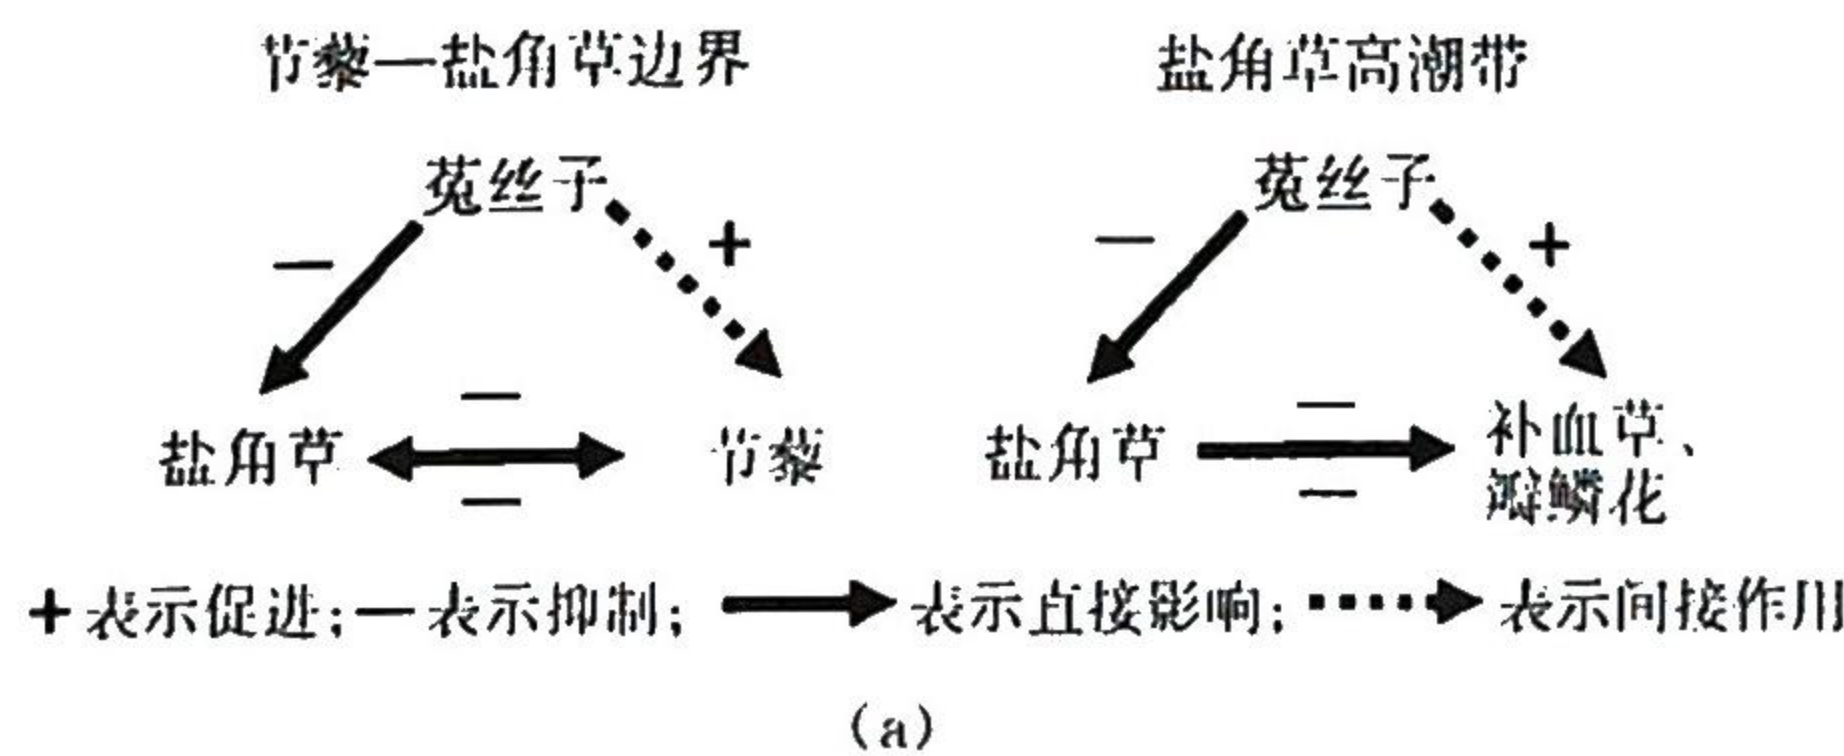 节藜—盐角草边界 盐角草高潮带
菟丝子 菟丝子
— + — +
— —
盐角草 节藜 盐角草 补血草、
瓣鳞花
— —
+表示促进;—表示抑制; 表示直接影响; 表示间接作用
(a)